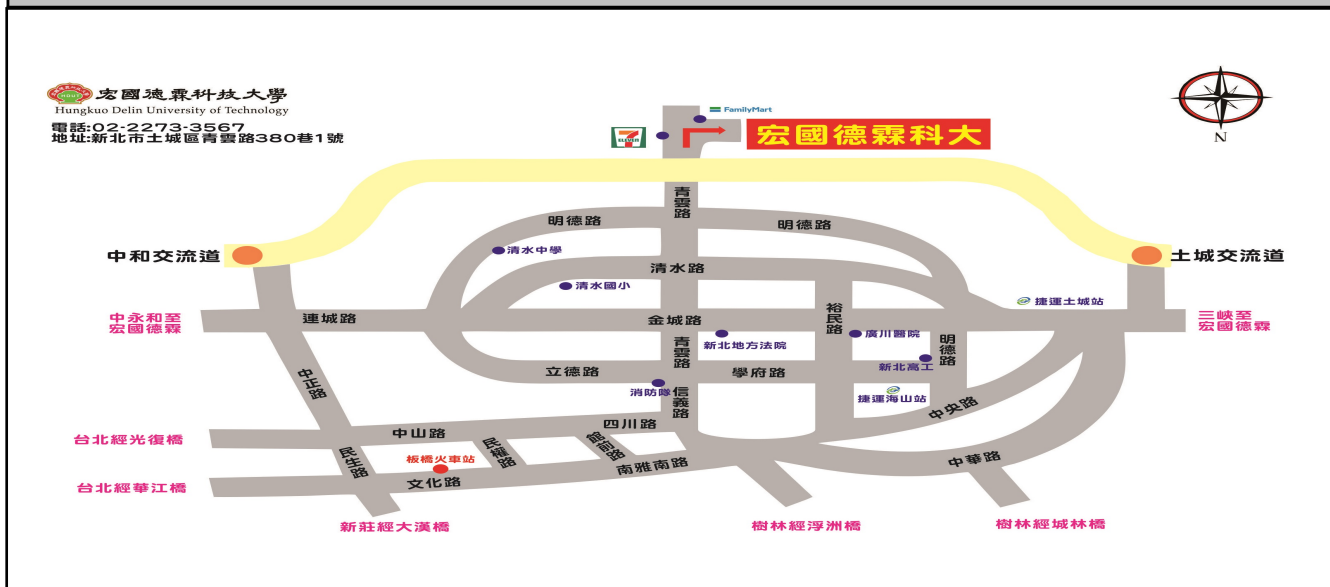 宏國德霖科技大學
Hungkuo Delin University of Technology
電話:02-2273-3567
地址:新北市土城區青雲路380巷1號
FamilyMart
7
ELEVEN
宏國德霖科大
N
青雲路
明德路
明德路
清水中學
中和交流道
土城交流道
清水路
清水國小
捷運土城站
裕民路
中永和至
宏國德霖
連城路
金城路
三峽至
宏國德霖
新北地方法院
廣川醫院
明德路
青雲路
新北高工
立德路
學府路
中正路
消防隊
信義路
捷運海山站
中央路
四川路
中山路
台北經光復橋
民權路
館前路
板橋火車站
民生路
南雅南路
中華路
文化路
台北經華江橋
新莊經大漢橋
樹林經浮洲橋
樹林經城林橋